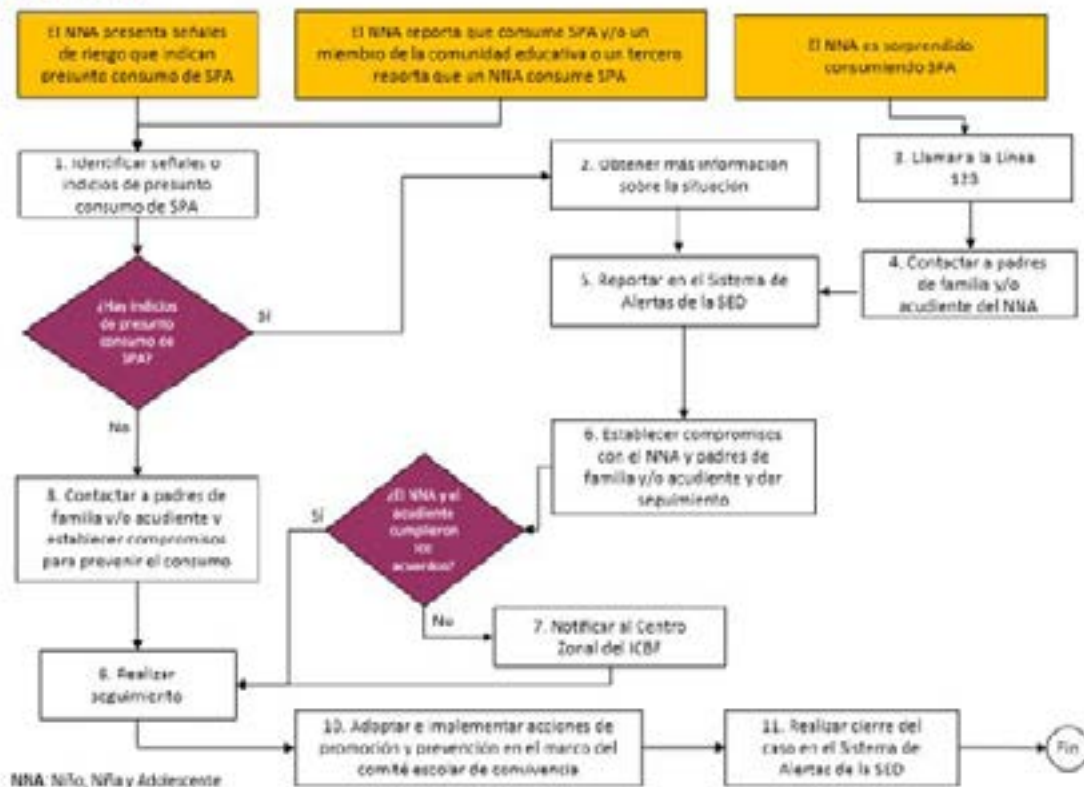 El NNA presenta señales
de riesgo que indican
presunto consumo de SPA
El NNA reporta que consume SPA y/o un
miembro de la comunidad educativa o un tercero
reporta que un NNA consume SPA
El NNA es sorprendido
consumiendo SPA
1. Identificar señales o
indicios de presunto
consumo de SPA
2. Obtener más información
sobre la situación
3. Llamar a la Línea
123
¿Hay indicios
de presunto
consumo de
SPA?
Sí
No
5. Reportar en el Sistema de
Alertas de la SED
4. Contactar a padres
de familia y/o
acudiente del NNA
6. Establecer compromisos
con el NNA y padres de
familia y/o acudiente y dar
seguimiento
¿El NNA y el
acudiente
cumplieron
los
acuerdos?
Sí
No
8. Contactar a padres de
familia y/o acudiente y
establecer compromisos
para prevenir el consumo
7. Notificar al Centro
Zonal del ICBF
9. Realizar
seguimiento
10. Adoptar e implementar acciones de
promoción y prevención en el marco del
comité escolar de convivencia
11. Realizar cierre del
caso en el Sistema de
Alertas de la SED
Fin
NNA: Niño, Niña y Adolescente